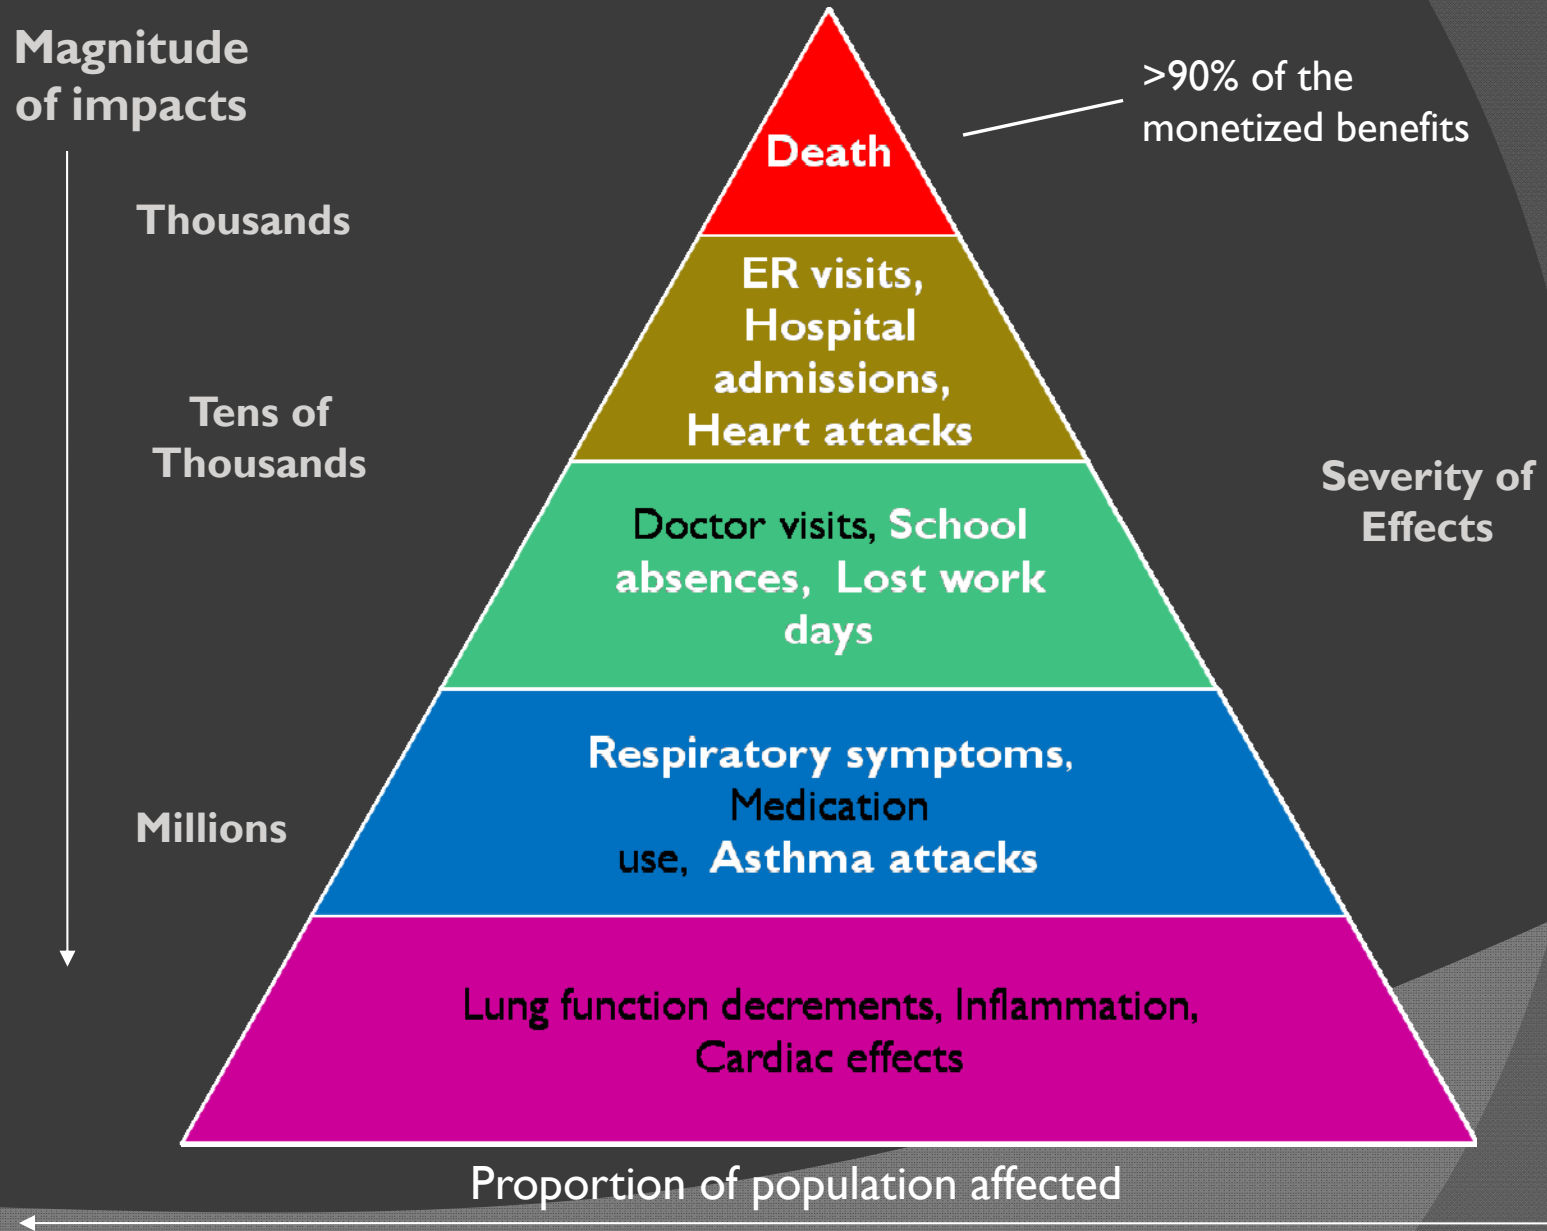 Magnitude
of impacts
>90% of the
monetized benefits
Death
Thousands
ER visits,
Hospital
admissions,
Heart attacks
Tens of
Thousands
Severity of
Effects
Doctor visits, School
absences, Lost work
days
Respiratory symptoms,
Medication
use, Asthma attacks
Millions
Lung function decrements, Inflammation,
Cardiac effects
Proportion of population affected